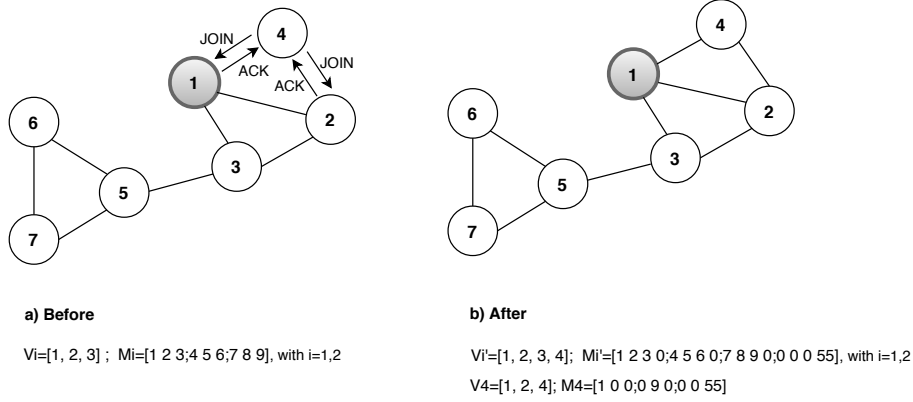 4
JOIN
JOIN
ACK
ACK
1
2
3
6
5
7
4
1
2
3
6
5
7
a) Before
Vi=[1, 2, 3] ; Mi=[1 2 3;4 5 6;7 8 9], with i=1,2
b) After
Vi'=[1, 2, 3, 4]; Mi'=[1 2 3 0;4 5 6 0;7 8 9 0;0 0 0 55], with i=1,2
V4=[1, 2, 4]; M4=[1 0 0;0 9 0;0 0 55]